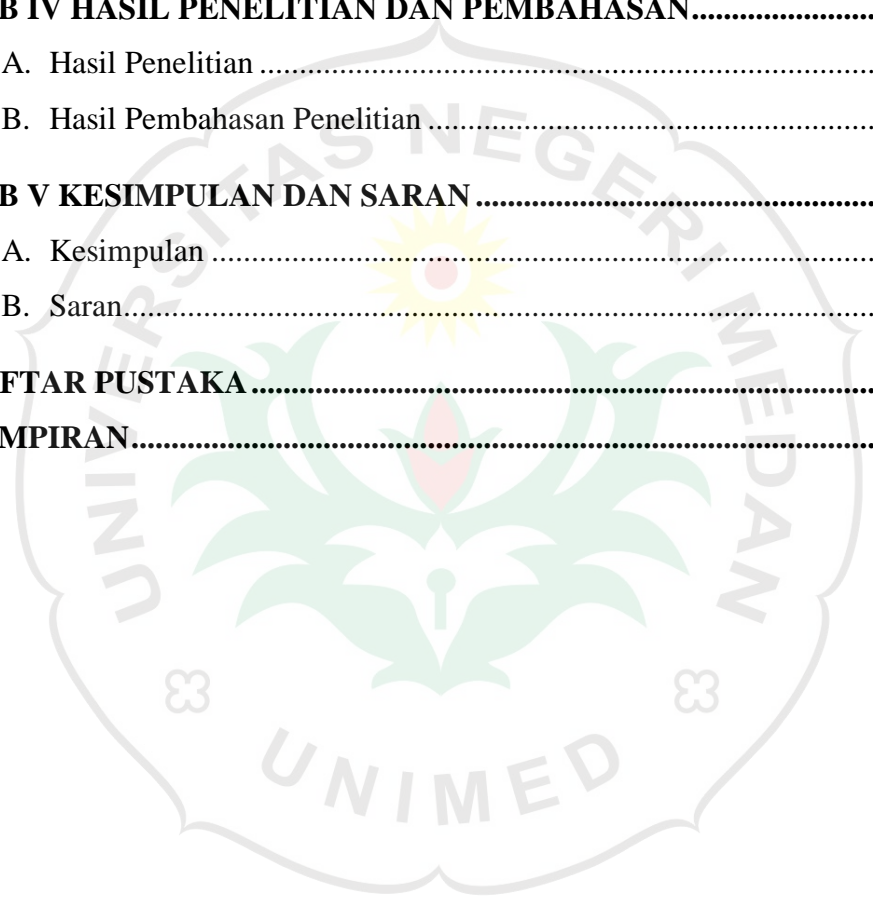 B IV HASIL PENELITIAN DAN PEMBAHASAN.......................
A. Hasil Penelitian ..............................................................................
B. Hasil Pembahasan Penelitian .........................................................
B V KESIMPULAN DAN SARAN ..................................................
A. Kesimpulan ....................................................................................
B. Saran...............................................................................................
FTAR PUSTAKA ..............................................................................
MPIRAN.............................................................................................
UNIVERSITAS NEGERI MEDAN
UNIMED